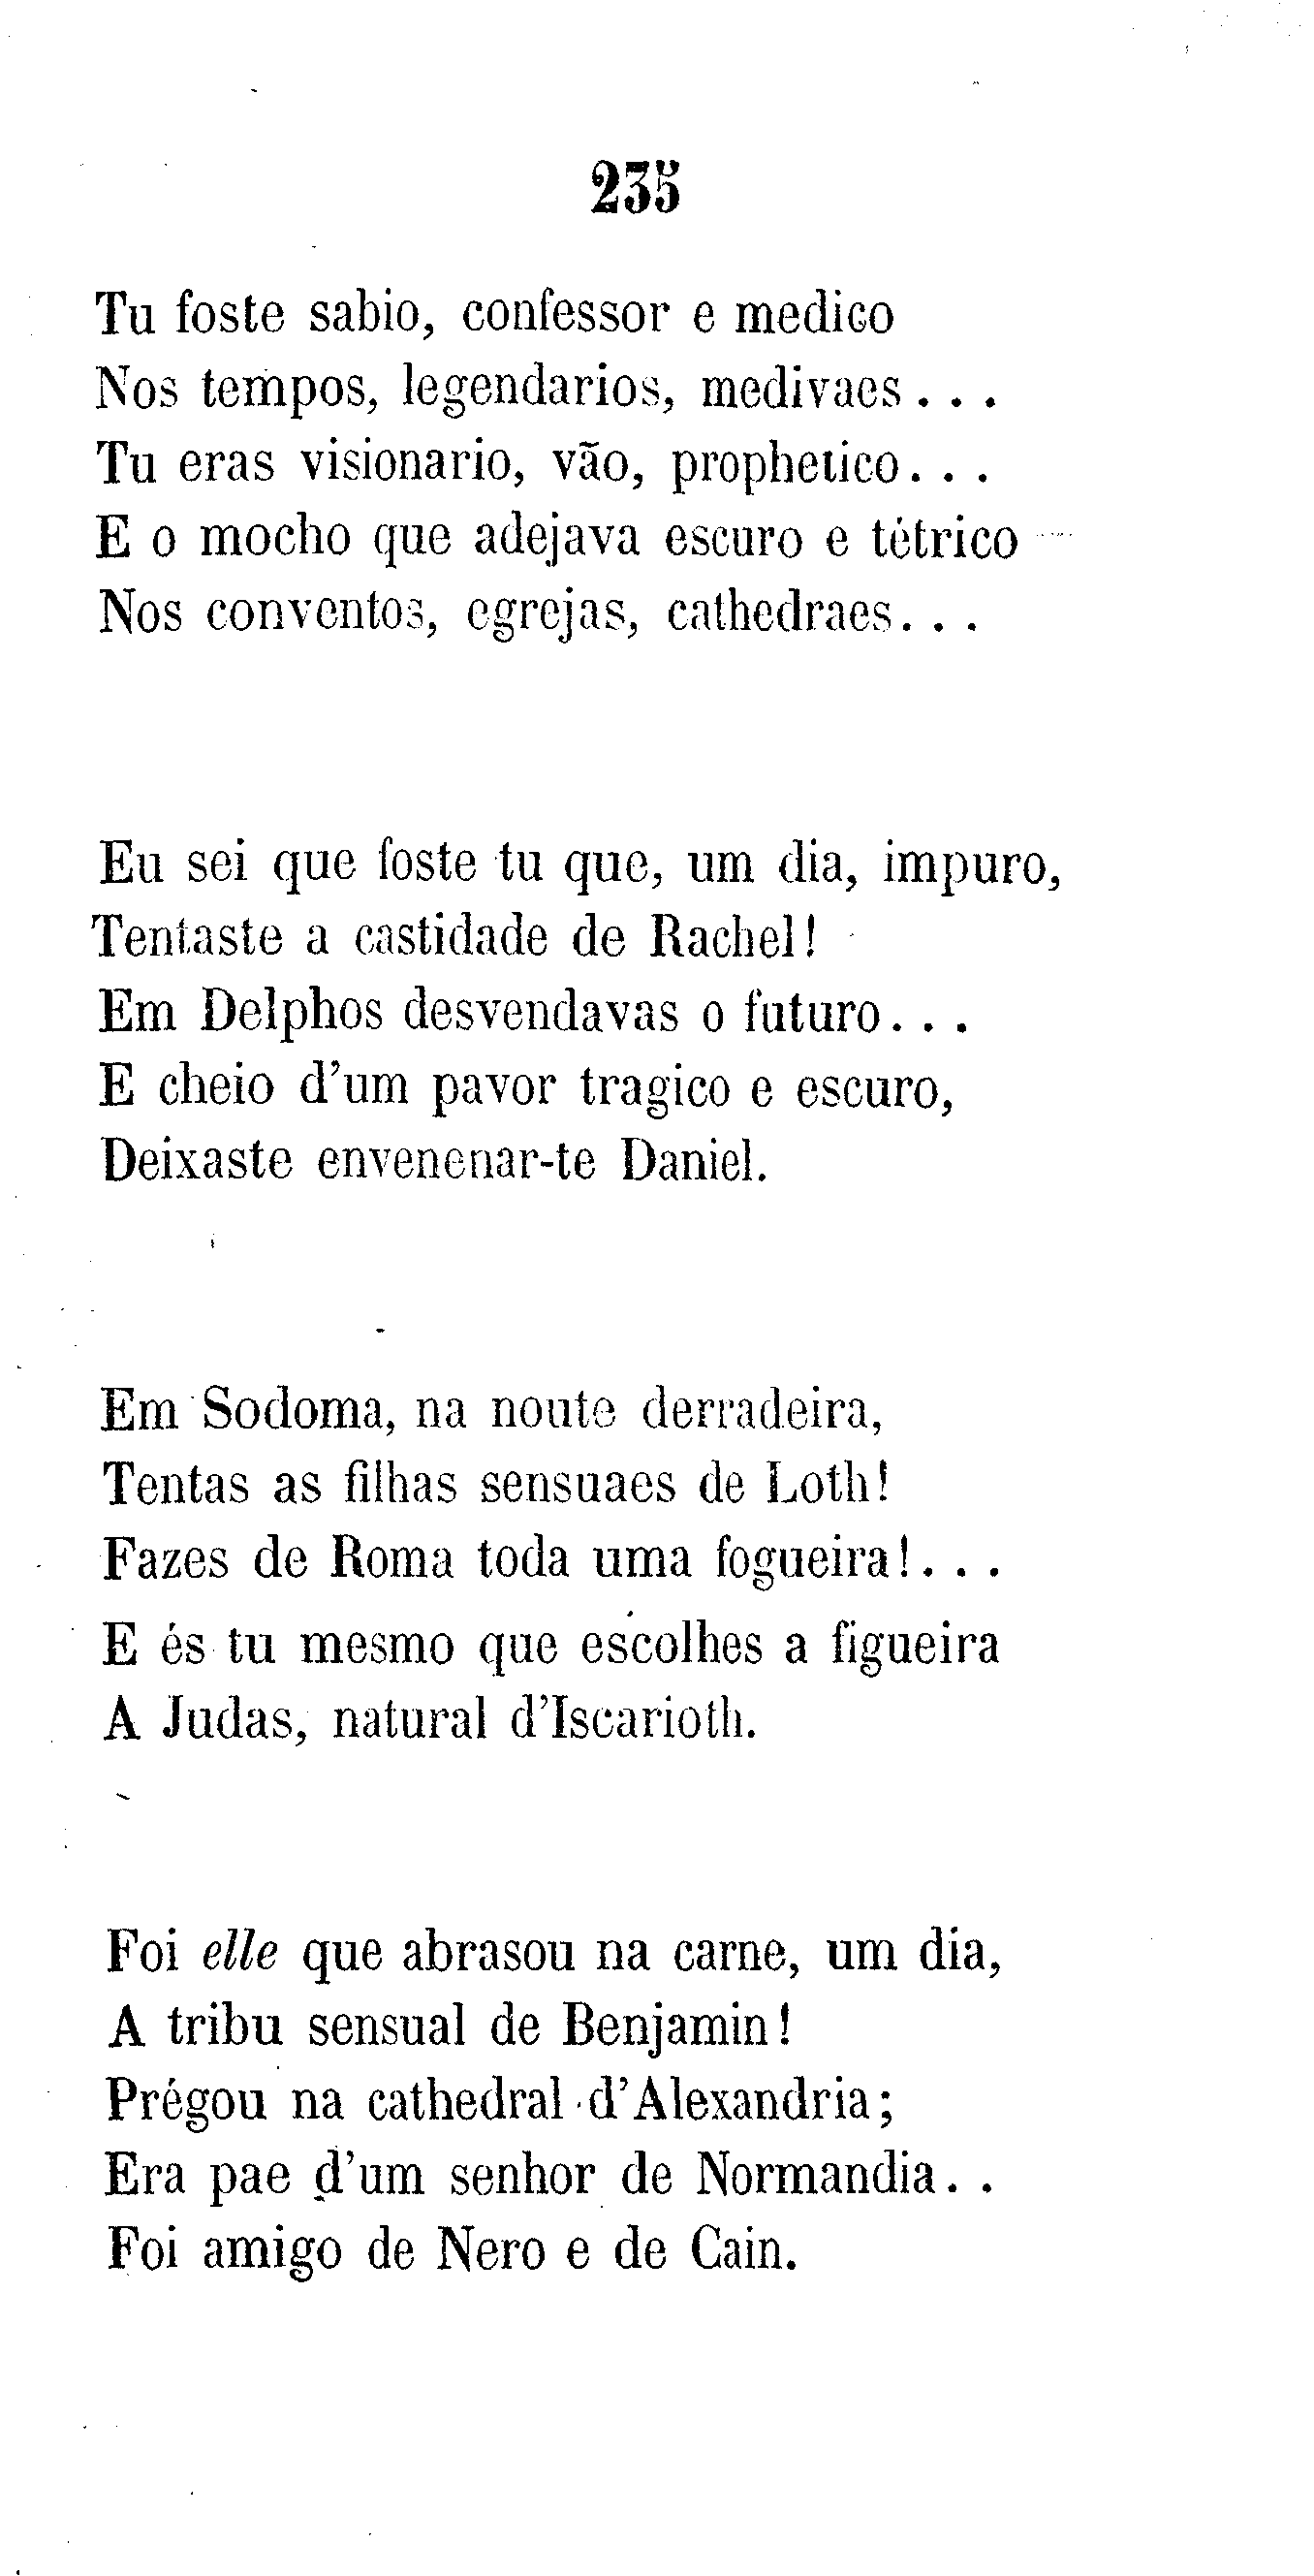 235
Tu foste sabio, confessor e medico
Nos tempos, legendarios, medivaes...
Tu eras visionario, vão, prophetico...
E o mocho que adejava escuro e tétrico
Nos conventos, egrejas, cathedraes...
Eu sei que foste tu que, um dia, impuro,
Tentaste a castidade de Rachel!
Em Delphos desvendavas o futuro...
E cheio d'um pavor tragico e escuro,
Deixaste envenenar-te Daniel.
Em Sodoma, na noute derradeira,
Tentas as filhas sensuaes de Loth!
Fazes de Roma toda uma fogueira!...
E és tu mesmo que escolhes a figueira
A Judas, natural d'Iscarioth.
Foi elle que abrasou na carne, um dia,
A tribu sensual de Benjamin!
Prégou na cathedral d'Alexandria;
Era pae d'um senhor de Normandia..
Foi amigo de Nero e de Cain.